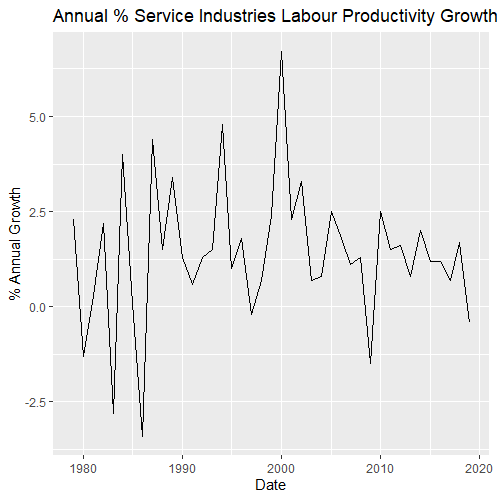 Annual % Service Industries Labour Productivity Growth
% Annual Growth
5.0
2.5
0.0
-2.5
1980 1990 2000 2010 2020
Date